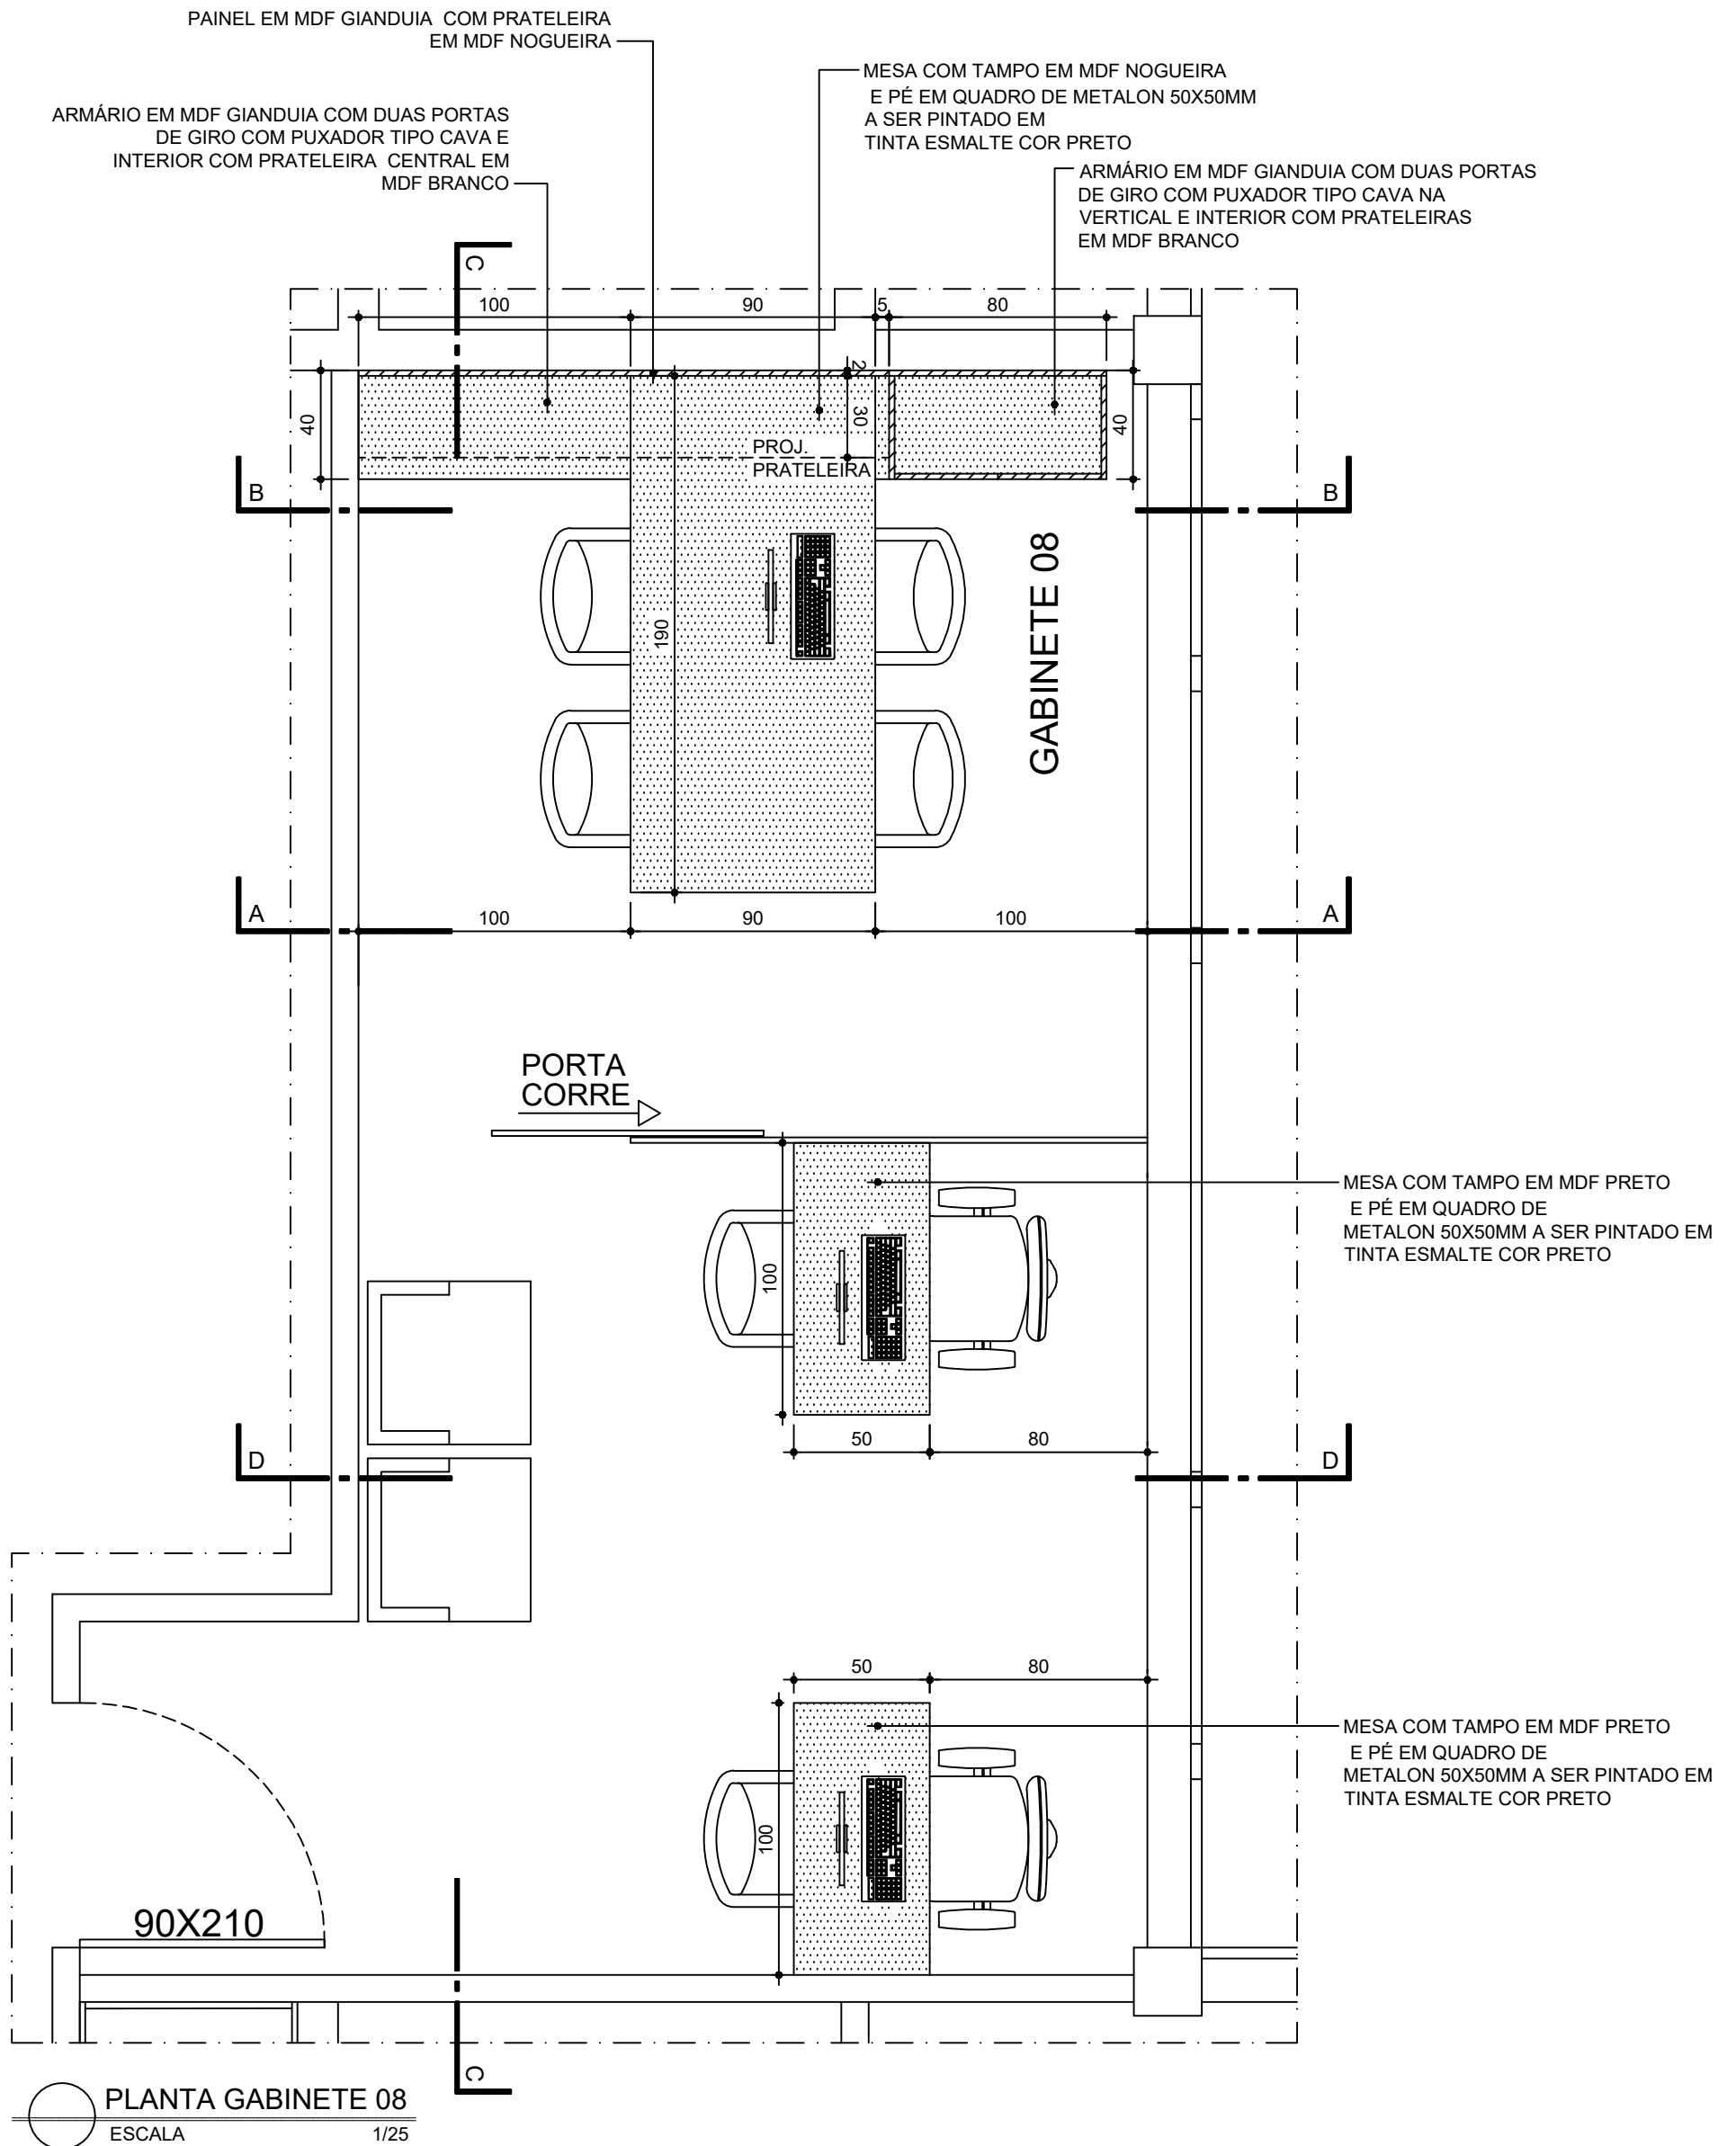 PAINEL EM MDF GIANDUIA COM PRATELEIRA
EM MDF NOGUEIRA
MESA COM TAMPO EM MDF NOGUEIRA
E PÉ EM QUADRO DE METALON 50X50MM
A SER PINTADO EM
TINTA ESMALTE COR PRETO
ARMÁRIO EM MDF GIANDUIA COM DUAS PORTAS
DE GIRO COM PUXADOR TIPO CAVA E
INTERIOR COM PRATELEIRA CENTRAL EM
MDF BRANCO
ARMÁRIO EM MDF GIANDUIA COM DUAS PORTAS
DE GIRO COM PUXADOR TIPO CAVA NA
VERTICAL E INTERIOR COM PRATELEIRAS
EM MDF BRANCO
C
100
90
5
80
2
40
30
40
PROJ.
PRATELEIRA
B
B
GABINETE 08
190
A
A
100
90
100
PORTA
CORRE
MESA COM TAMPO EM MDF PRETO
E PÉ EM QUADRO DE
METALON 50X50MM A SER PINTADO EM
TINTA ESMALTE COR PRETO
100
50
80
D
D
50
80
MESA COM TAMPO EM MDF PRETO
E PÉ EM QUADRO DE
METALON 50X50MM A SER PINTADO EM
TINTA ESMALTE COR PRETO
100
90X210
C
PLANTA GABINETE 08
ESCALA 1/25